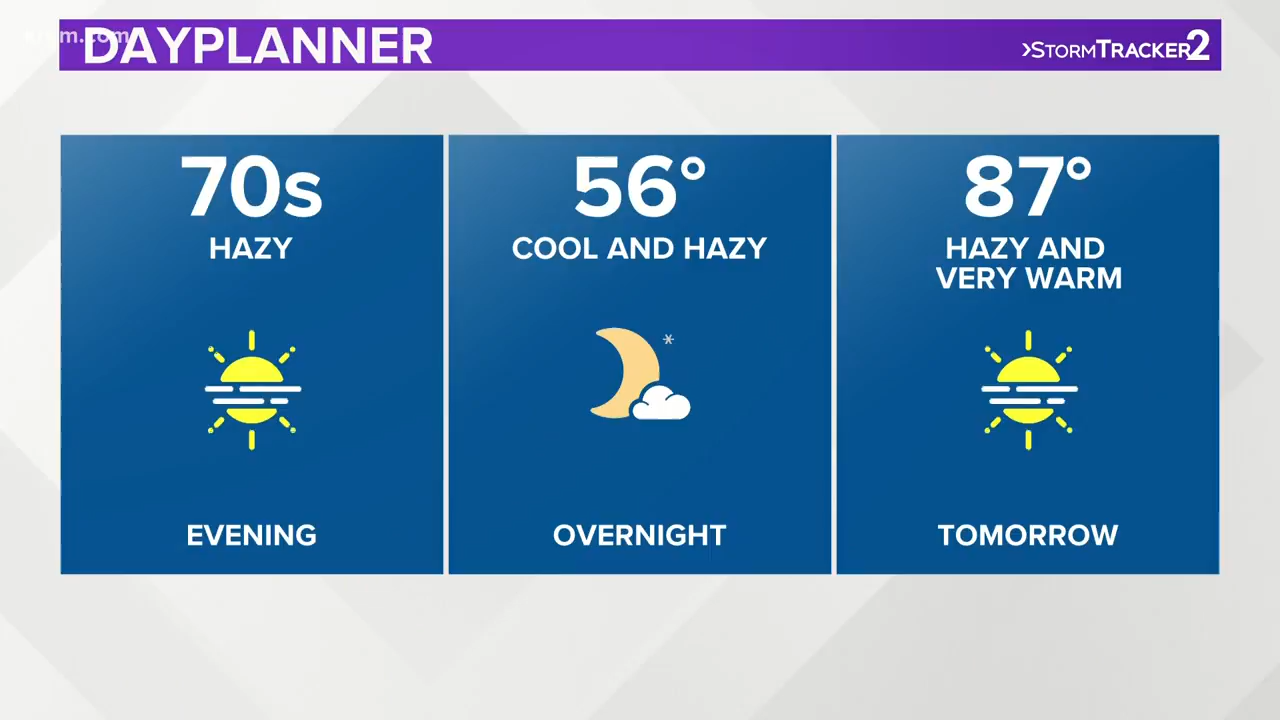 DAYPLANNER
›STORMTRACKER2
70s
HAZY
EVENING
56°
COOL AND HAZY
OVERNIGHT
87°
HAZY AND
VERY WARM
TOMORROW